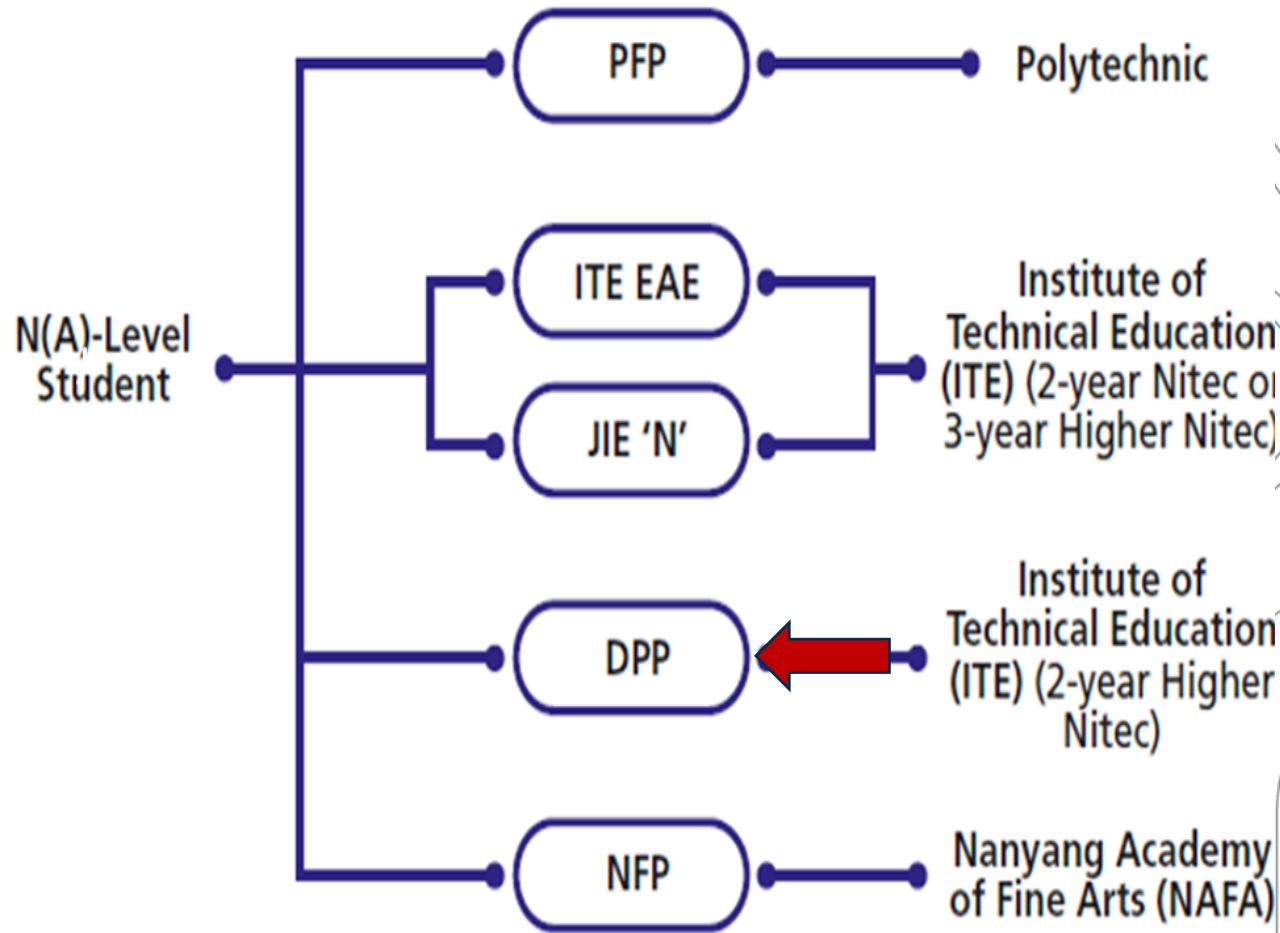 PFP
Polytechnic
N(A)-Level
Student
ITE EAE
JIE ‘N’
Institute of
Technical Education
(ITE) (2-year Nitec or
3-year Higher Nitec)
DPP
Institute of
Technical Education
(ITE) (2-year Higher
Nitec)
NFP
Nanyang Academy
of Fine Arts (NAFA)